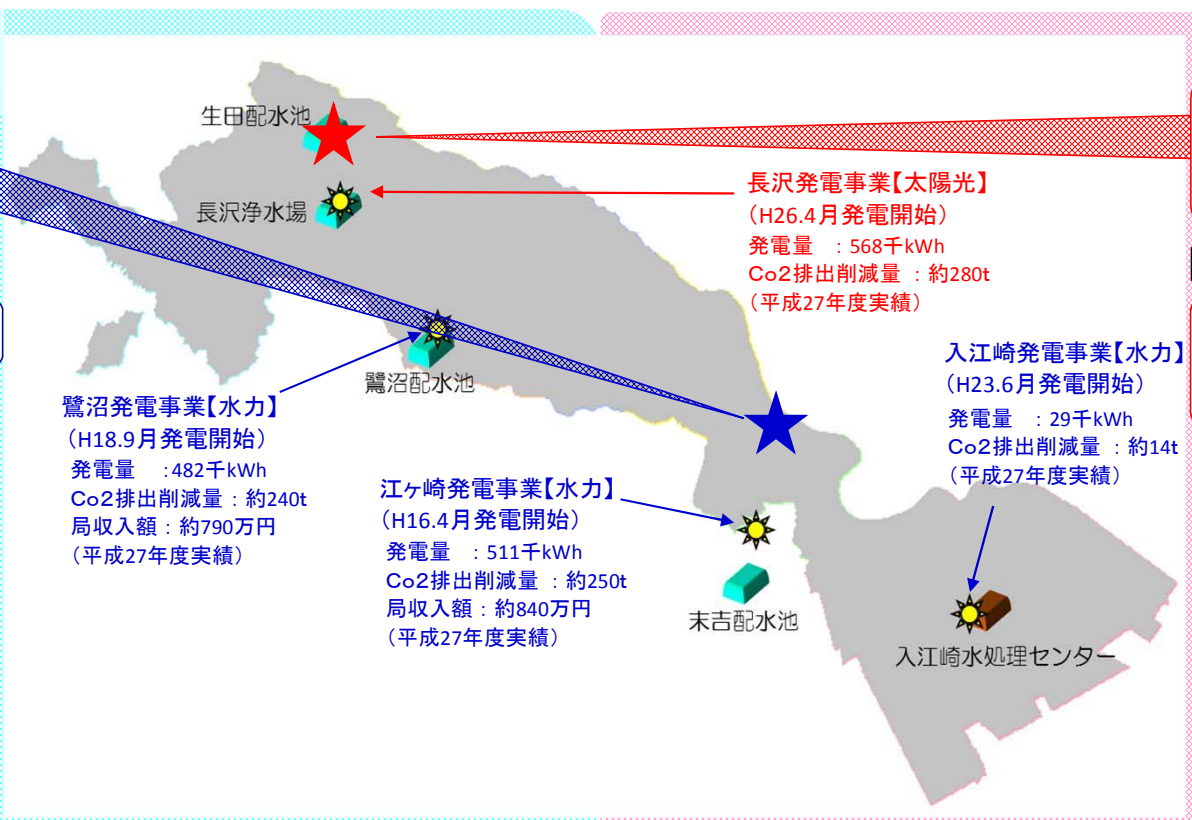 生田配水池
長沢浄水場
長沢発電事業【太陽光】
（H26.4月発電開始）
発電量　：568千kWh
Co2排出削減量：約280t
（平成27年度実績）
鷺沼配水池
鷺沼発電事業【水力】
（H18.9月発電開始）
発電量　：482千kWh
Co2排出削減量：約240t
局収入額：約790万円
（平成27年度実績）
江ヶ崎発電事業【水力】
（H16.4月発電開始）
発電量　：511千kWh
Co2排出削減量：約250t
局収入額：約840万円
（平成27年度実績）
末吉配水池
入江崎発電事業【水力】
（H23.6月発電開始）
発電量　：29千kWh
Co2排出削減量：約14t
（平成27年度実績）
入江崎水処理センター